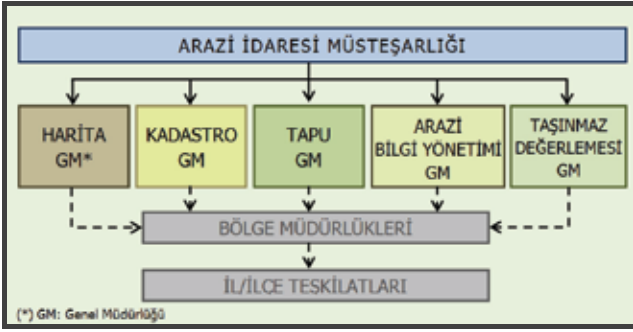 ARAZİ İDARESİ MÜSTEŞARLIĞI
HARİTA
GM*
KADASTRO
GM
TAPU
GM
ARAZİ
BİLGİ YÖNETİMİ
GM
TAŞINMAZ
DEĞERLEMESİ
GM
BÖLGE MÜDÜRLÜKLERİ
İL/İLÇE TESKİLATLARI
(*) GM: Genel Müdürlüğü